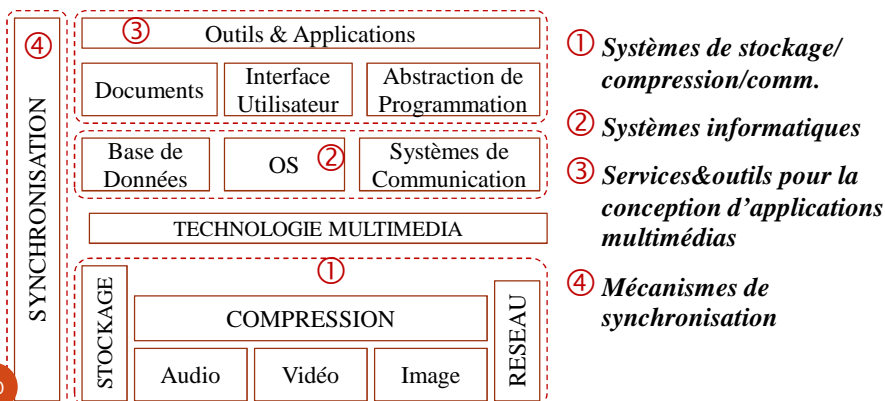 ④
SYNCHRONISATION
③ Outils & Applications
Documents
Interface
Utilisateur
Abstraction de
Programmation
Base de
Données
OS ②
Systèmes de
Communication
TECHNOLOGIE MULTIMEDIA
①
STOCKAGE
COMPRESSION
Audio
Vidéo
Image
RESEAU
① Systèmes de stockage/
compression/comm.
② Systèmes informatiques
③ Services&outils pour la
conception d’applications
multimédias
④ Mécanismes de
synchronisation